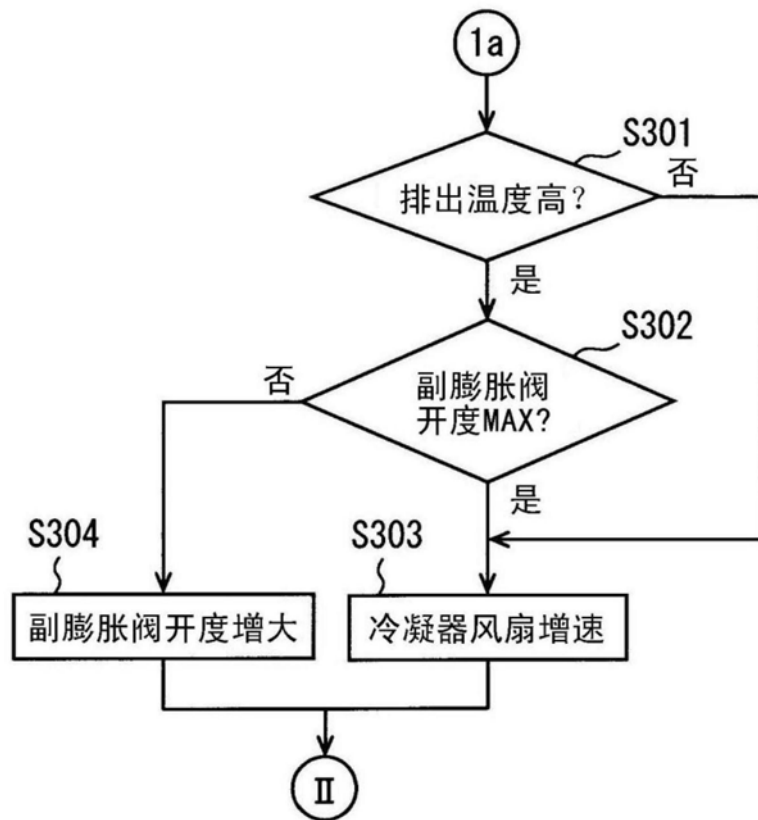 1a
S301
否
排出温度高?
是
S302
否
副膨胀阀
开度MAX?
是
S304
S303
副膨胀阀开度增大
冷凝器风扇增速
II